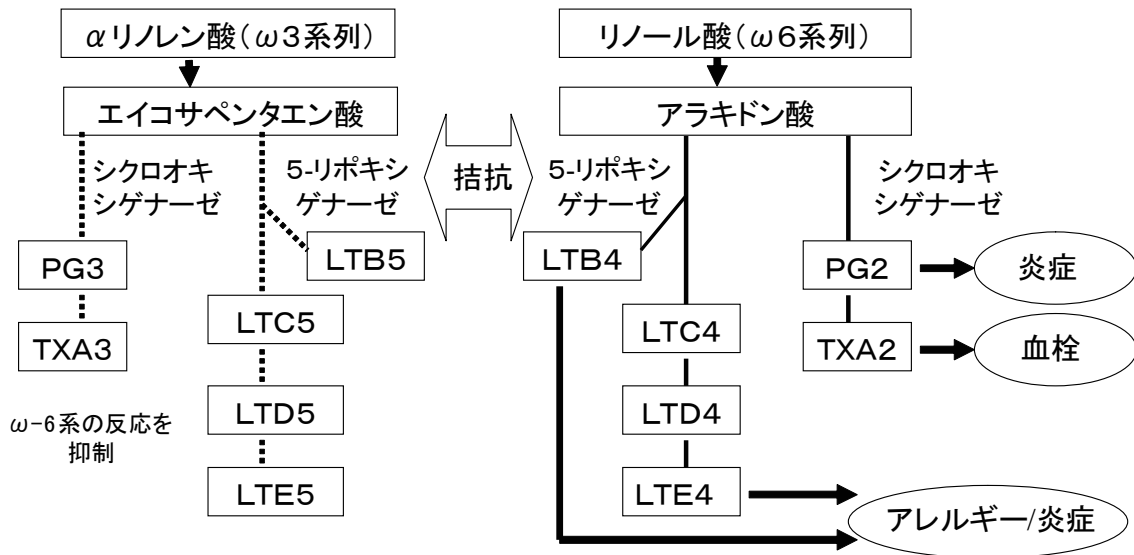 αリノレン酸(ω3系列)
リノール酸(ω6系列)
エイコサペンタエン酸
アラキドン酸
シクロオキ
シゲナーゼ
5-リポキシ
ゲナーゼ
拮抗
5-リポキシ
ゲナーゼ
シクロオキ
シゲナーゼ
PG3
LTB5
LTB4
PG2
炎症
TXA3
LTC5
LTC4
TXA2
血栓
ω-6系の反応を
抑制
LTD5
LTD4
LTE5
LTE4
アレルギー/炎症